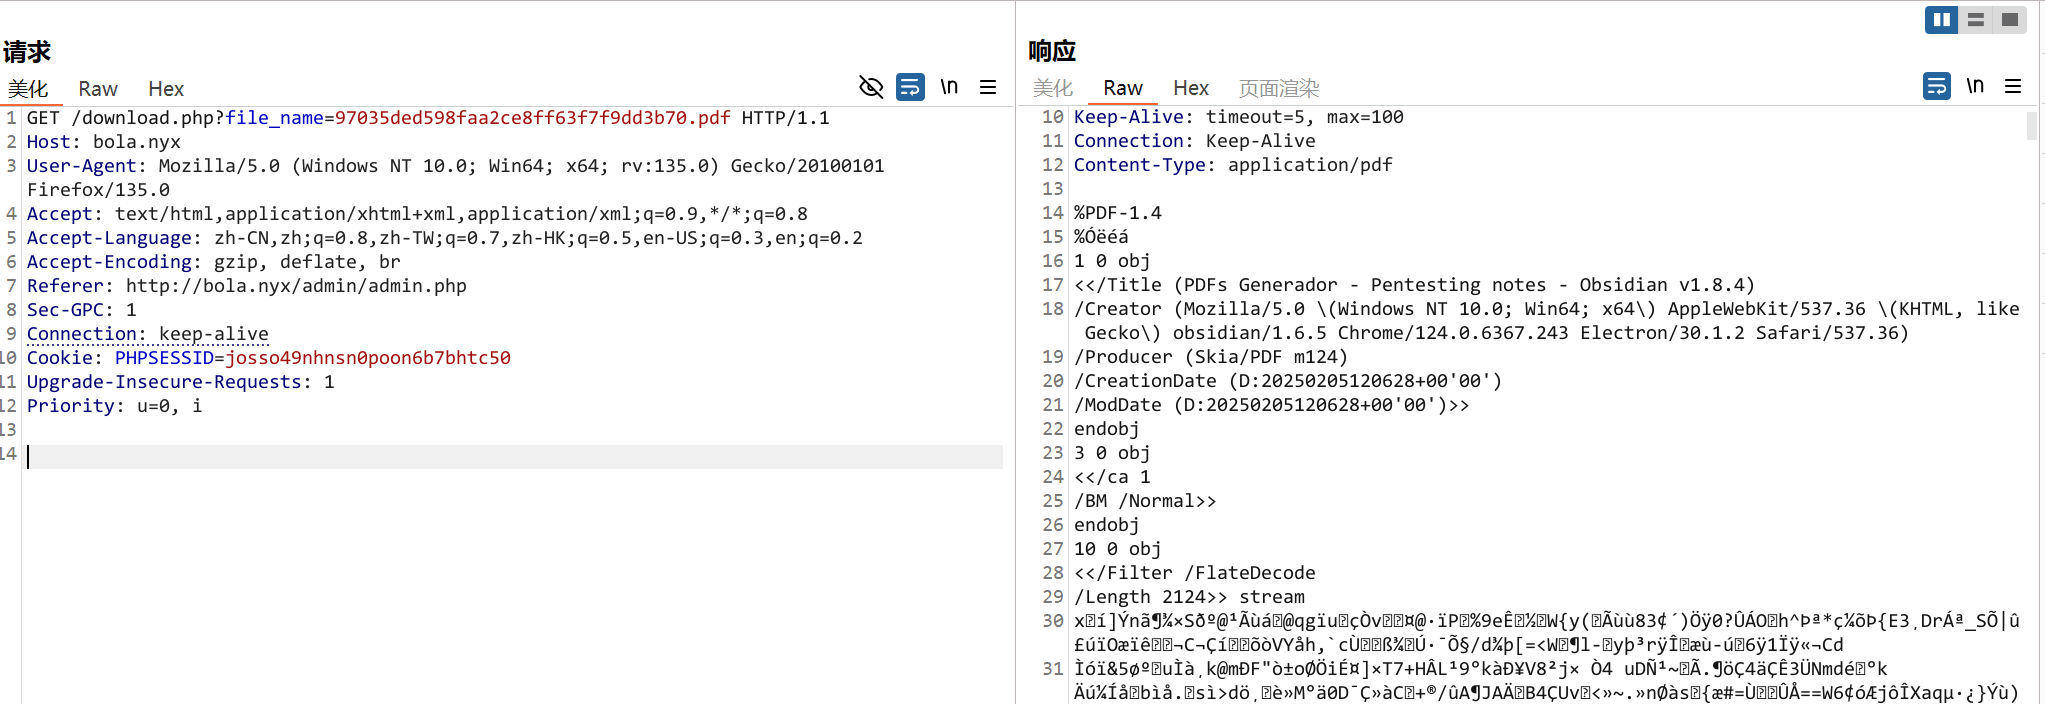 请求
美化 Raw Hex
\n
1 GET /download.php?file_name=97035ded598faa2ce8ff63f7f9dd3b70.pdf HTTP/1.1
2 Host: bola.nyx
3 User-Agent: Mozilla/5.0 (Windows NT 10.0; Win64; x64; rv:135.0) Gecko/20100101
Firefox/135.0
4 Accept: text/html,application/xhtml+xml,application/xml;q=0.9,*/*;q=0.8
5 Accept-Language: zh-CN,zh;q=0.8,zh-TW;q=0.7,zh-HK;q=0.5,en-US;q=0.3,en;q=0.2
6 Accept-Encoding: gzip, deflate, br
7 Referer: http://bola.nyx/admin/admin.php
8 Sec-GPC: 1
9 Connection: keep-alive
10 Cookie: PHPSESSID=josso49nhnsn0poon6b7bhtc50
11 Upgrade-Insecure-Requests: 1
12 Priority: u=0, i
13
14
响应
美化 Raw Hex 页面渲染
\n
10 Keep-Alive: timeout=5, max=100
11 Connection: Keep-Alive
12 Content-Type: application/pdf
13
14 %PDF-1.4
15 %Óëéá
16 1 0 obj
17 <</Title (PDFs Generador - Pentesting notes - Obsidian v1.8.4)
18 /Creator (Mozilla/5.0 \(Windows NT 10.0; Win64; x64\) AppleWebKit/537.36 \(KHTML, like
Gecko\) obsidian/1.6.5 Chrome/124.0.6367.243 Electron/30.1.2 Safari/537.36)
19 /Producer (Skia/PDF m124)
20 /CreationDate (D:20250205120628+00'00')
21 /ModDate (D:20250205120628+00'00')>>
22 endobj
23 3 0 obj
24 <</ca 1
25 /BM /Normal>>
26 endobj
27 10 0 obj
28 <</Filter /FlateDecode
29 /Length 2124>> stream
30
31